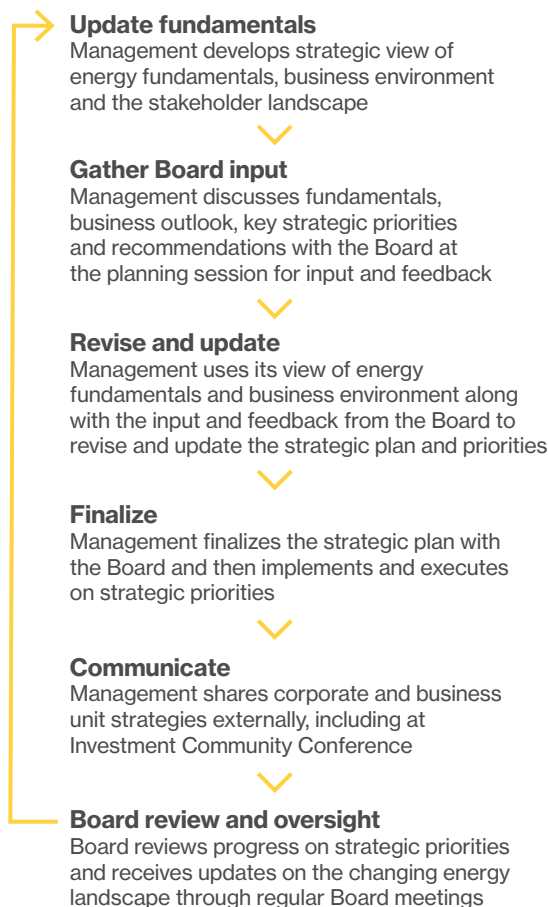 Update fundamentals
Management develops strategic view of
energy fundamentals, business environment
and the stakeholder landscape
Gather Board input
Management discusses fundamentals,
business outlook, key strategic priorities
and recommendations with the Board at
the planning session for input and feedback
Revise and update
Management uses its view of energy
fundamentals and business environment along
with the input and feedback from the Board to
revise and update the strategic plan and priorities
Finalize
Management finalizes the strategic plan with
the Board and then implements and executes
on strategic priorities
Communicate
Management shares corporate and business
unit strategies externally, including at
Investment Community Conference
Board review and oversight
Board reviews progress on strategic priorities
and receives updates on the changing energy
landscape through regular Board meetings